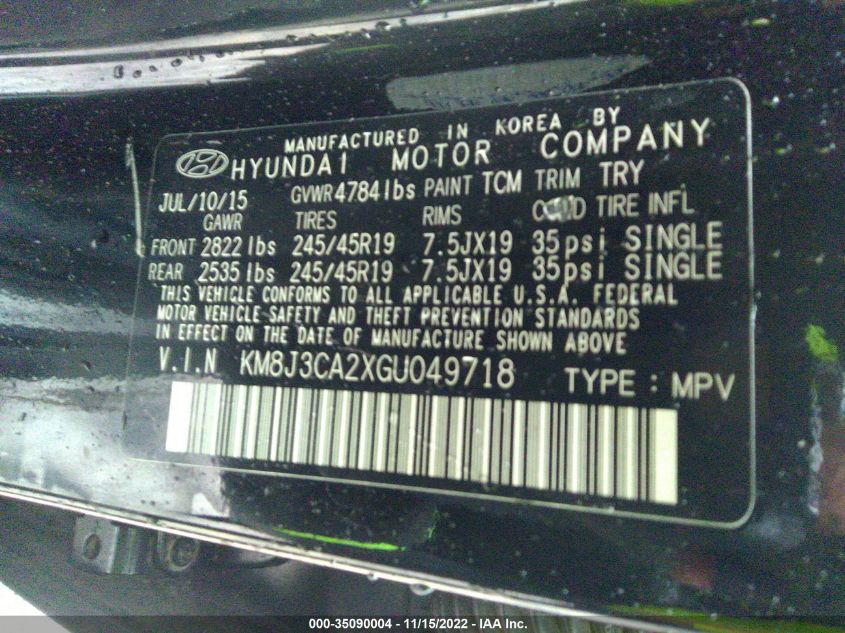 MANUFACTURED IN KOREA BY
HYUNDAI MOTOR COMPANY
JUL/10/15 GVWR 4784lbs PAINT TCM TRIM TRY
GAWR TIRES RIMS TIRE INFL
FRONT 2822 lbs 245/45R19 7.5JX19 35psi SINGLE
REAR 2535 lbs 245/45R19 7.5JX19 35psi SINGLE
THIS VEHICLE CONFORMS TO ALL APPLICABLE U.S.A. FEDERAL
MOTOR VEHICLE SAFETY AND THEFT PREVENTION STANDARDS
IN EFFECT ON THE DATE OF MANUFACTURE SHOWN ABOVE.
V.I.N KM8J3CA2XGU049718 TYPE : MPV
000-35090004 - 11/15/2022 - IAA Inc.